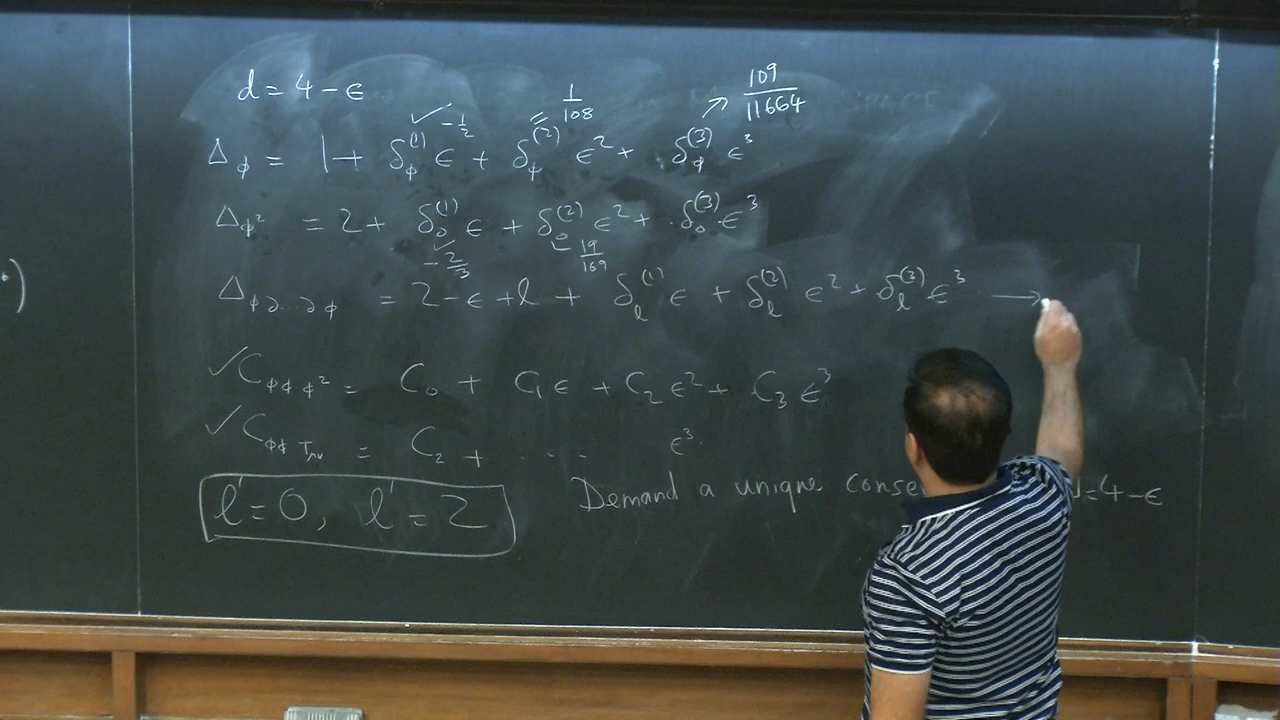 d = 4 - ε
Δ_φ = 1 + δ_φ^(1) ε + δ_φ^(2) ε² + δ_φ^(3) ε³
✓ -1/2
= 1/108
↗ 109/11664
Δ_φ² = 2 + δ_0^(1) ε + δ_0^(2) ε² + δ_0^(3) ε³
✓ -2/3
19/169
Δ_φ∂...∂φ = 2 - ε + l + δ_l^(1) ε + δ_l^(2) ε² + δ_l^(3) ε³ →
✓ C_φφφ² = C_0 + C_1 ε + C_2 ε² + C_3 ε³
✓ C_φφT_μν = C_2 + .... ε³
l' = 0, l' = 2
Demand a unique conse =4-ε
)